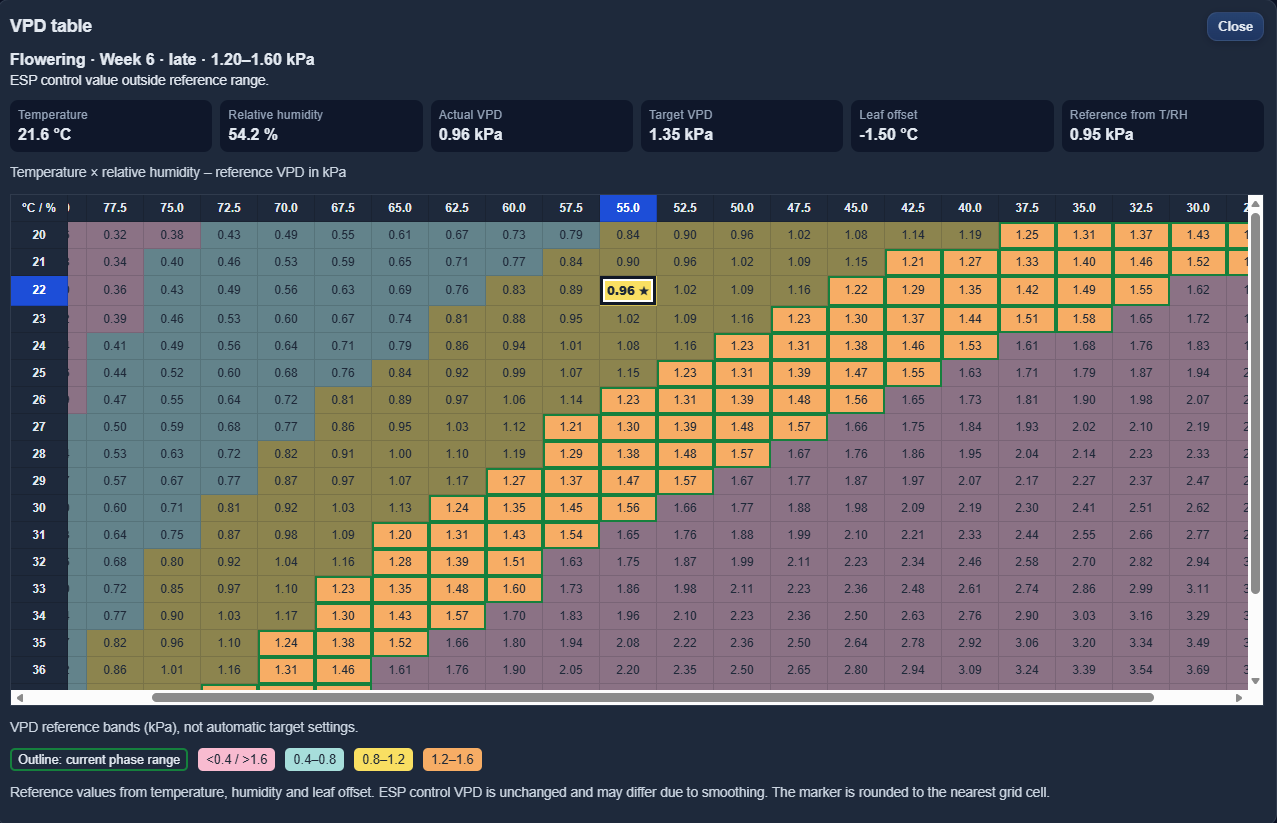 VPD table
Close
Flowering · Week 6 · late · 1.20–1.60 kPa
ESP control value outside reference range.
Temperature
21.6 °C
Relative humidity
54.2 %
Actual VPD
0.96 kPa
Target VPD
1.35 kPa
Leaf offset
-1.50 °C
Reference from T/RH
0.95 kPa
Temperature × relative humidity – reference VPD in kPa
°C / % 77.5 75.0 72.5 70.0 67.5 65.0 62.5 60.0 57.5 55.0 52.5 50.0 47.5 45.0 42.5 40.0 37.5 35.0 32.5 30.0
20 0.32 0.38 0.43 0.49 0.55 0.61 0.67 0.73 0.79 0.84 0.90 0.96 1.02 1.08 1.14 1.19 1.25 1.31 1.37 1.43
21 0.34 0.40 0.46 0.53 0.59 0.65 0.71 0.77 0.84 0.90 0.96 1.02 1.09 1.15 1.21 1.27 1.33 1.40 1.46 1.52
22 0.36 0.43 0.49 0.56 0.63 0.69 0.76 0.83 0.89 0.96 ★ 1.02 1.09 1.16 1.22 1.29 1.35 1.42 1.49 1.55 1.62
23 0.39 0.46 0.53 0.60 0.67 0.74 0.81 0.88 0.95 1.02 1.09 1.16 1.23 1.30 1.37 1.44 1.51 1.58 1.65 1.72
24 0.41 0.49 0.56 0.64 0.71 0.79 0.86 0.94 1.01 1.08 1.16 1.23 1.31 1.38 1.46 1.53 1.61 1.68 1.76 1.83
25 0.44 0.52 0.60 0.68 0.76 0.84 0.92 0.99 1.07 1.15 1.23 1.31 1.39 1.47 1.55 1.63 1.71 1.79 1.87 1.94
26 0.47 0.55 0.64 0.72 0.81 0.89 0.97 1.06 1.14 1.23 1.31 1.39 1.48 1.56 1.65 1.73 1.81 1.90 1.98 2.07
27 0.50 0.59 0.68 0.77 0.86 0.95 1.03 1.12 1.21 1.30 1.39 1.48 1.57 1.66 1.75 1.84 1.93 2.02 2.10 2.19
28 0.53 0.63 0.72 0.82 0.91 1.00 1.10 1.19 1.29 1.38 1.48 1.57 1.67 1.76 1.86 1.95 2.04 2.14 2.23 2.33
29 0.57 0.67 0.77 0.87 0.97 1.07 1.17 1.27 1.37 1.47 1.57 1.67 1.77 1.87 1.97 2.07 2.17 2.27 2.37 2.47
30 0.60 0.71 0.81 0.92 1.03 1.13 1.24 1.35 1.45 1.56 1.66 1.77 1.88 1.98 2.09 2.19 2.30 2.41 2.51 2.62
31 0.64 0.75 0.87 0.98 1.09 1.20 1.31 1.43 1.54 1.65 1.76 1.88 1.99 2.10 2.21 2.33 2.44 2.55 2.66 2.77
32 0.68 0.80 0.92 1.04 1.16 1.28 1.39 1.51 1.63 1.75 1.87 1.99 2.11 2.23 2.34 2.46 2.58 2.70 2.82 2.94
33 0.72 0.85 0.97 1.10 1.23 1.35 1.48 1.60 1.73 1.86 1.98 2.11 2.23 2.36 2.48 2.61 2.74 2.86 2.99 3.11
34 0.77 0.90 1.03 1.17 1.30 1.43 1.57 1.70 1.83 1.96 2.10 2.23 2.36 2.50 2.63 2.76 2.90 3.03 3.16 3.29
35 0.82 0.96 1.10 1.24 1.38 1.52 1.66 1.80 1.94 2.08 2.22 2.36 2.50 2.64 2.78 2.92 3.06 3.20 3.34 3.49
36 0.86 1.01 1.16 1.31 1.46 1.61 1.76 1.90 2.05 2.20 2.35 2.50 2.65 2.80 2.94 3.09 3.24 3.39 3.54 3.69
VPD reference bands (kPa), not automatic target settings.
Outline: current phase range <0.4 / >1.6 0.4–0.8 0.8–1.2 1.2–1.6
Reference values from temperature, humidity and leaf offset. ESP control VPD is unchanged and may differ due to smoothing. The marker is rounded to the nearest grid cell.